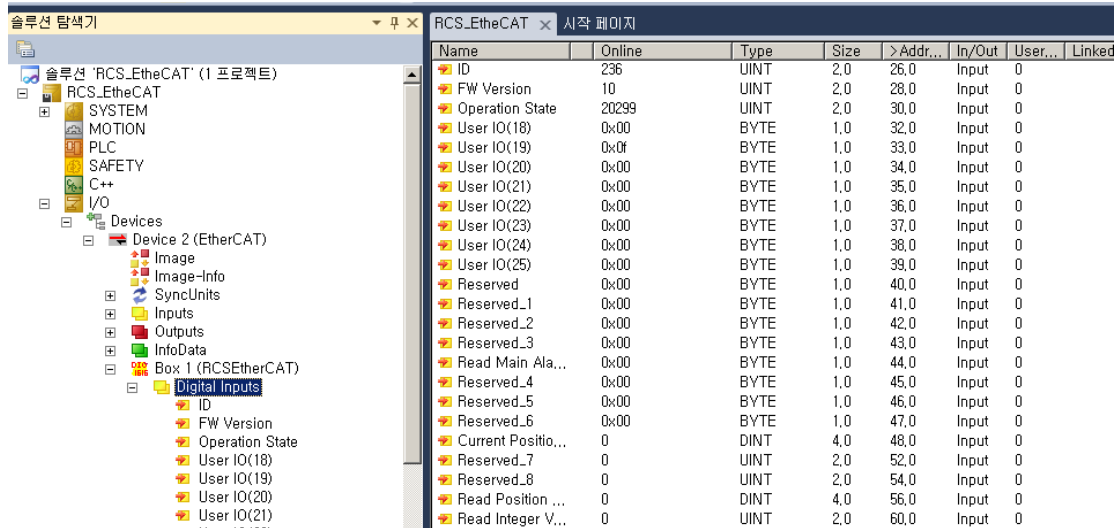 솔루션 탐색기
솔루션 'RCS_EtheCAT' (1 프로젝트)
RCS_EtheCAT
SYSTEM
MOTION
PLC
SAFETY
C++
I/O
Devices
Device 2 (EtherCAT)
Image
Image-Info
SyncUnits
Inputs
Outputs
InfoData
Box 1 (RCSEtherCAT)
Digital Inputs
ID
FW Version
Operation State
User IO(18)
User IO(19)
User IO(20)
User IO(21)
RCS_EtheCAT 시작 페이지
Name Online Type Size >Addr... In/Out User... Linked
ID 236 UINT 2,0 26,0 Input 0
FW Version 10 UINT 2,0 28,0 Input 0
Operation State 20299 UINT 2,0 30,0 Input 0
User IO(18) 0x00 BYTE 1,0 32,0 Input 0
User IO(19) 0x0f BYTE 1,0 33,0 Input 0
User IO(20) 0x00 BYTE 1,0 34,0 Input 0
User IO(21) 0x00 BYTE 1,0 35,0 Input 0
User IO(22) 0x00 BYTE 1,0 36,0 Input 0
User IO(23) 0x00 BYTE 1,0 37,0 Input 0
User IO(24) 0x00 BYTE 1,0 38,0 Input 0
User IO(25) 0x00 BYTE 1,0 39,0 Input 0
Reserved 0x00 BYTE 1,0 40,0 Input 0
Reserved_1 0x00 BYTE 1,0 41,0 Input 0
Reserved_2 0x00 BYTE 1,0 42,0 Input 0
Reserved_3 0x00 BYTE 1,0 43,0 Input 0
Read Main Ala... 0x00 BYTE 1,0 44,0 Input 0
Reserved_4 0x00 BYTE 1,0 45,0 Input 0
Reserved_5 0x00 BYTE 1,0 46,0 Input 0
Reserved_6 0x00 BYTE 1,0 47,0 Input 0
Current Positio... 0 DINT 4,0 48,0 Input 0
Reserved_7 0 UINT 2,0 52,0 Input 0
Reserved_8 0 UINT 2,0 54,0 Input 0
Read Position ... 0 DINT 4,0 56,0 Input 0
Read Integer V... 0 UINT 2,0 60,0 Input 0